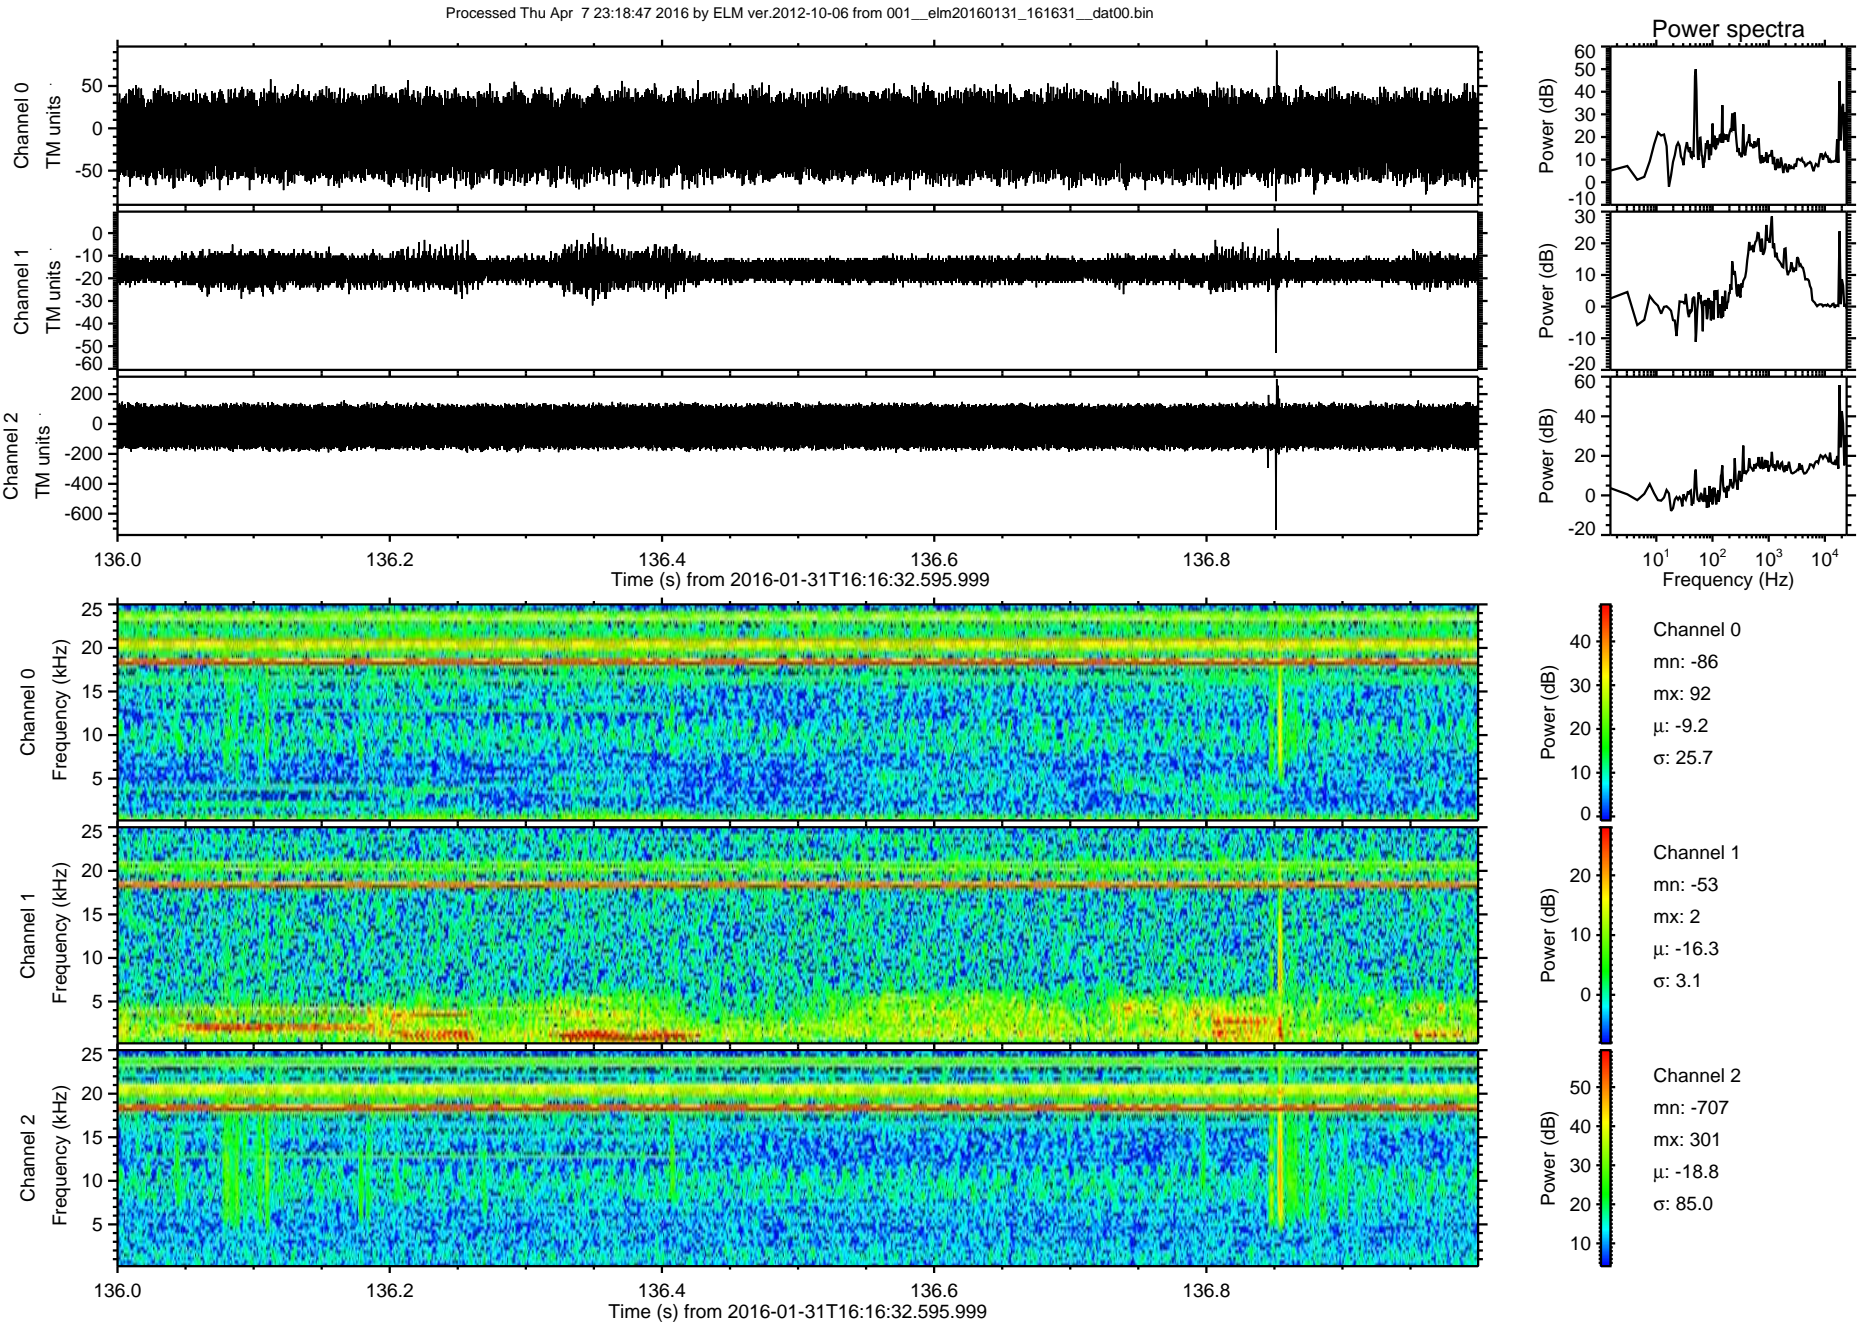 Processed Thu Apr  7 23:18:47 2016 by ELM ver.2012-10-06 from 001__elm20160131_161631__dat00.bin
Power spectra
Channel 0
TM units
50
0
-50
Power (dB)
60
50
40
30
20
10
0
-10
Channel 1
TM units
0
-10
-20
-30
-40
-50
-60
Power (dB)
30
20
10
0
-10
-20
Channel 2
TM units
200
0
-200
-400
-600
Power (dB)
60
40
20
0
-20
136.0
136.2
136.4
136.6
136.8
Time (s) from 2016-01-31T16:16:32.595.999
10¹
10²
10³
10⁴
Frequency (Hz)
Channel 0
Frequency (kHz)
25
20
15
10
5
Power (dB)
40
30
20
10
0
Channel 0
mn: -86
mx: 92
μ: -9.2
σ: 25.7
Channel 1
Frequency (kHz)
25
20
15
10
5
Power (dB)
20
10
0
Channel 1
mn: -53
mx: 2
μ: -16.3
σ: 3.1
Channel 2
Frequency (kHz)
25
20
15
10
5
Power (dB)
50
40
30
20
10
Channel 2
mn: -707
mx: 301
μ: -18.8
σ: 85.0
136.0
136.2
136.4
136.6
136.8
Time (s) from 2016-01-31T16:16:32.595.999